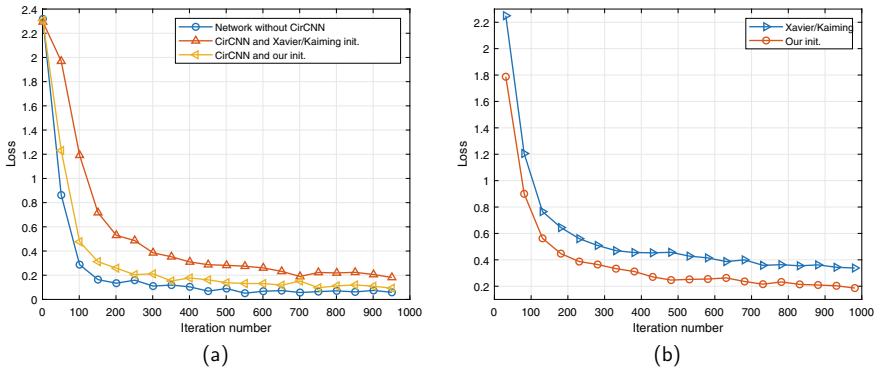 2.4
2.2
2
1.8
1.6
1.4
1.2
1
0.8
0.6
0.4
0.2
0
Loss
0 100 200 300 400 500 600 700 800 900 1000
Iteration number
Network without CirCNN
CirCNN and Xavier/Kaiming init.
CirCNN and our init.
(a)
2.2
2
1.8
1.6
1.4
1.2
1
0.8
0.6
0.4
0.2
Loss
0 100 200 300 400 500 600 700 800 900 1000
Iteration number
Xavier/Kaiming
Our init.
(b)